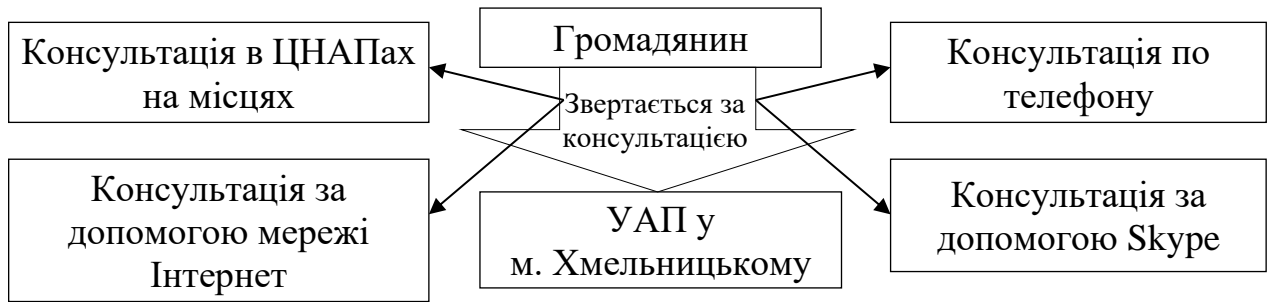 Консультація в ЦНАПах
на місцях
Громадянин
Консультація по
телефону
Звертається за
консультацією
Консультація за
допомогою мережі
Інтернет
УАП у
м. Хмельницькому
Консультація за
допомогою Skype